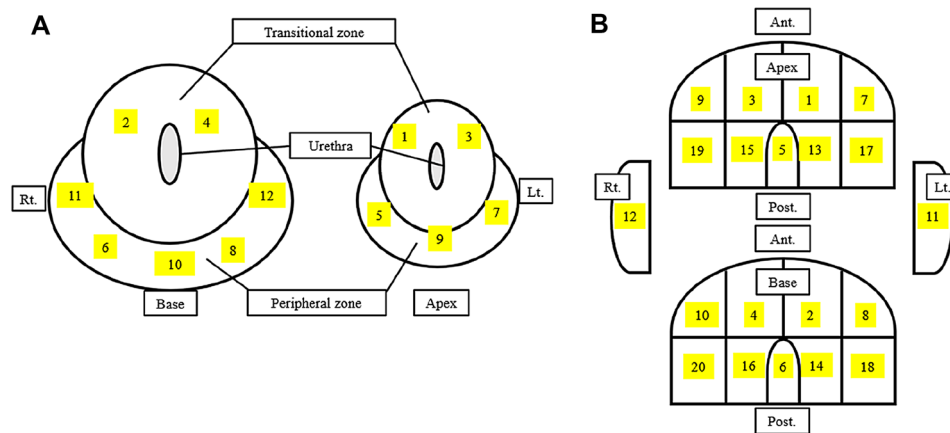 A
Transitional zone
2
4
1
3
Urethra
Rt.
11
12
Lt.
5
7
6
8
9
10
Base
Peripheral zone
Apex
B
Ant.
Apex
9
3
1
7
19
15
5
13
17
Rt.
12
Lt.
11
Post.
Ant.
Base
10
4
2
8
20
16
6
14
18
Post.